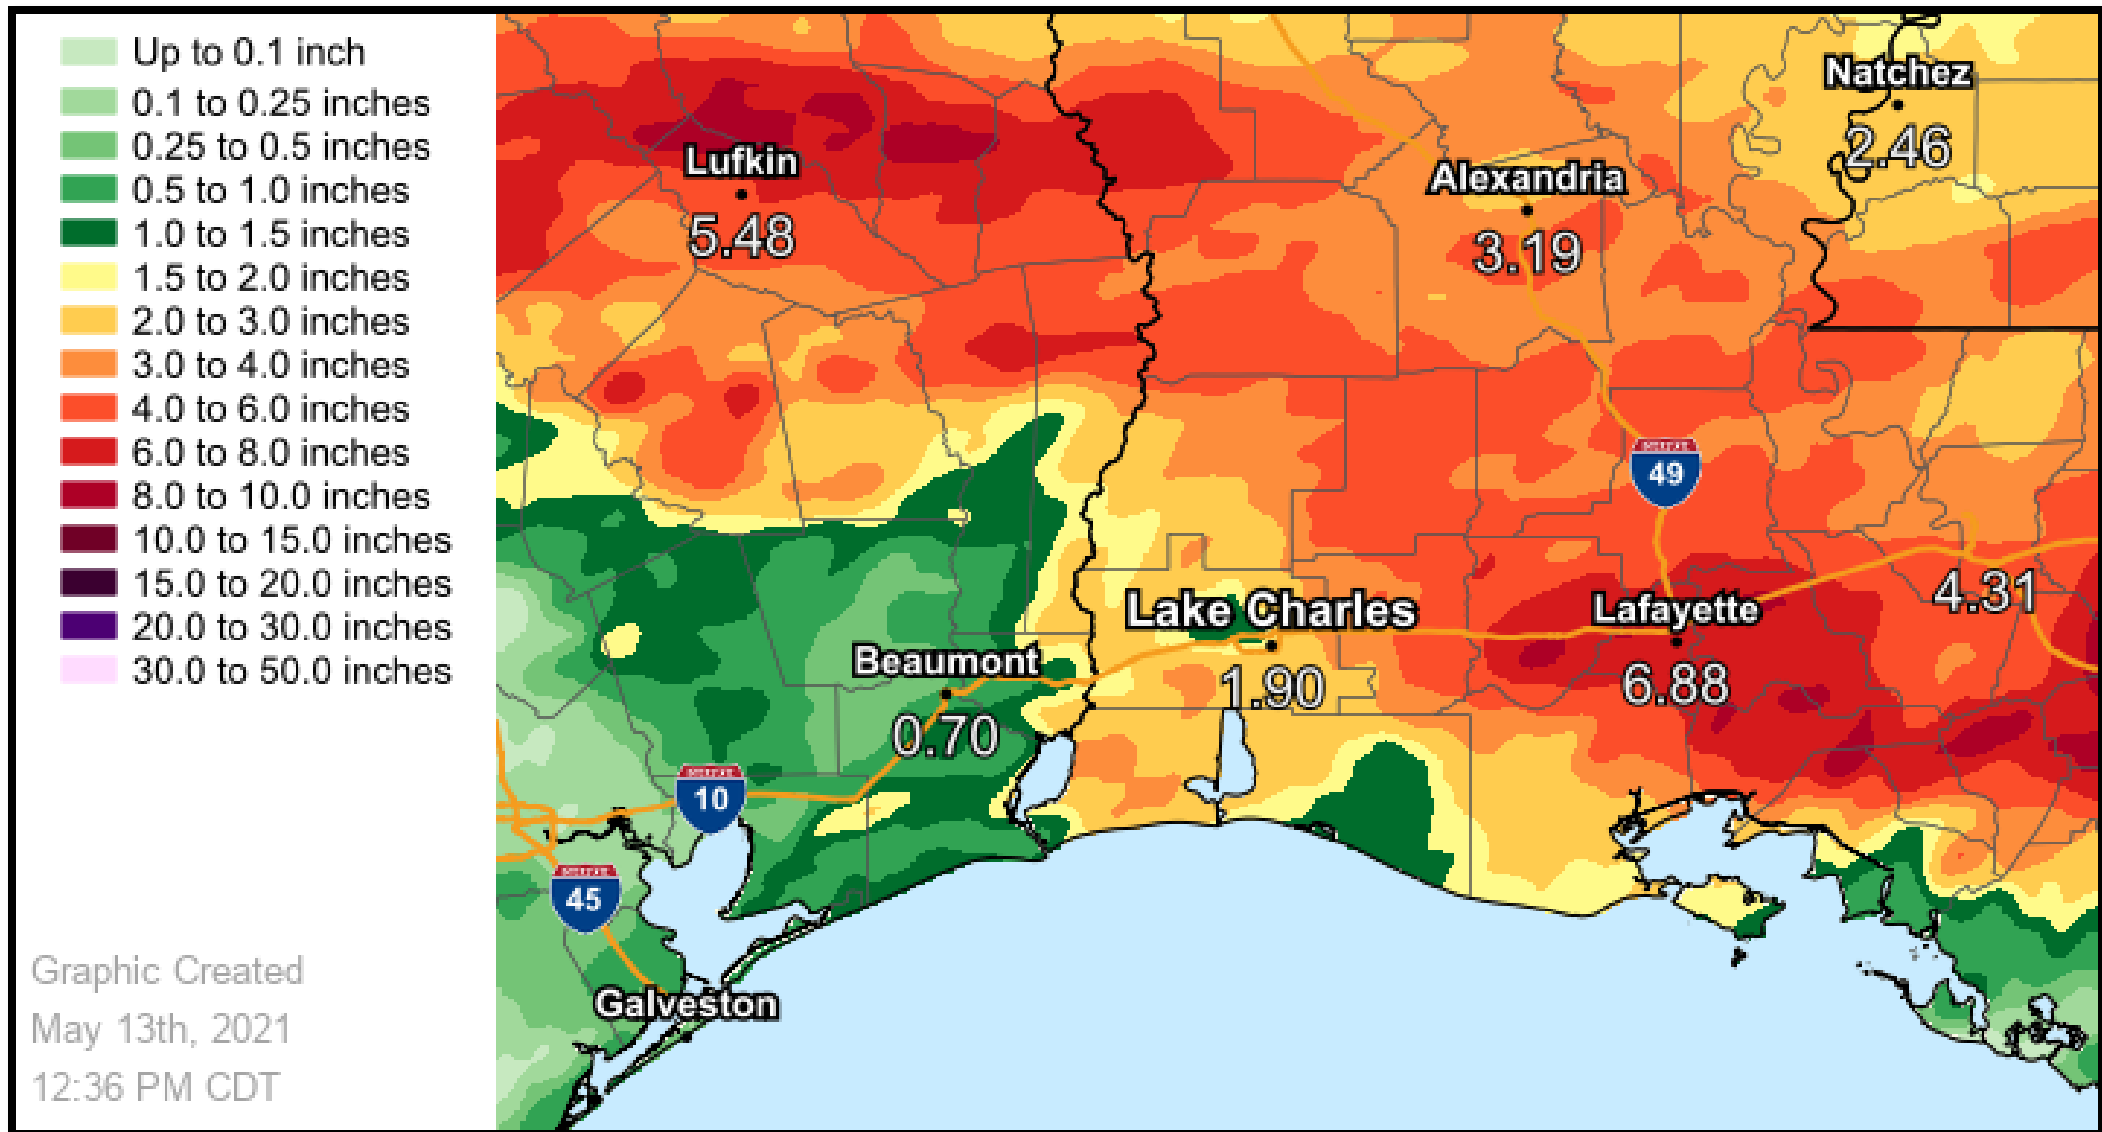 Up to 0.1 inch
0.1 to 0.25 inches
0.25 to 0.5 inches
0.5 to 1.0 inches
1.0 to 1.5 inches
1.5 to 2.0 inches
2.0 to 3.0 inches
3.0 to 4.0 inches
4.0 to 6.0 inches
6.0 to 8.0 inches
8.0 to 10.0 inches
10.0 to 15.0 inches
15.0 to 20.0 inches
20.0 to 30.0 inches
30.0 to 50.0 inches
Graphic Created
May 13th, 2021
12:36 PM CDT
Natchez
2.46
Lufkin
5.48
Alexandria
3.19
49
4.31
Lake Charles
1.90
Lafayette
6.88
Beaumont
0.70
10
45
Galveston